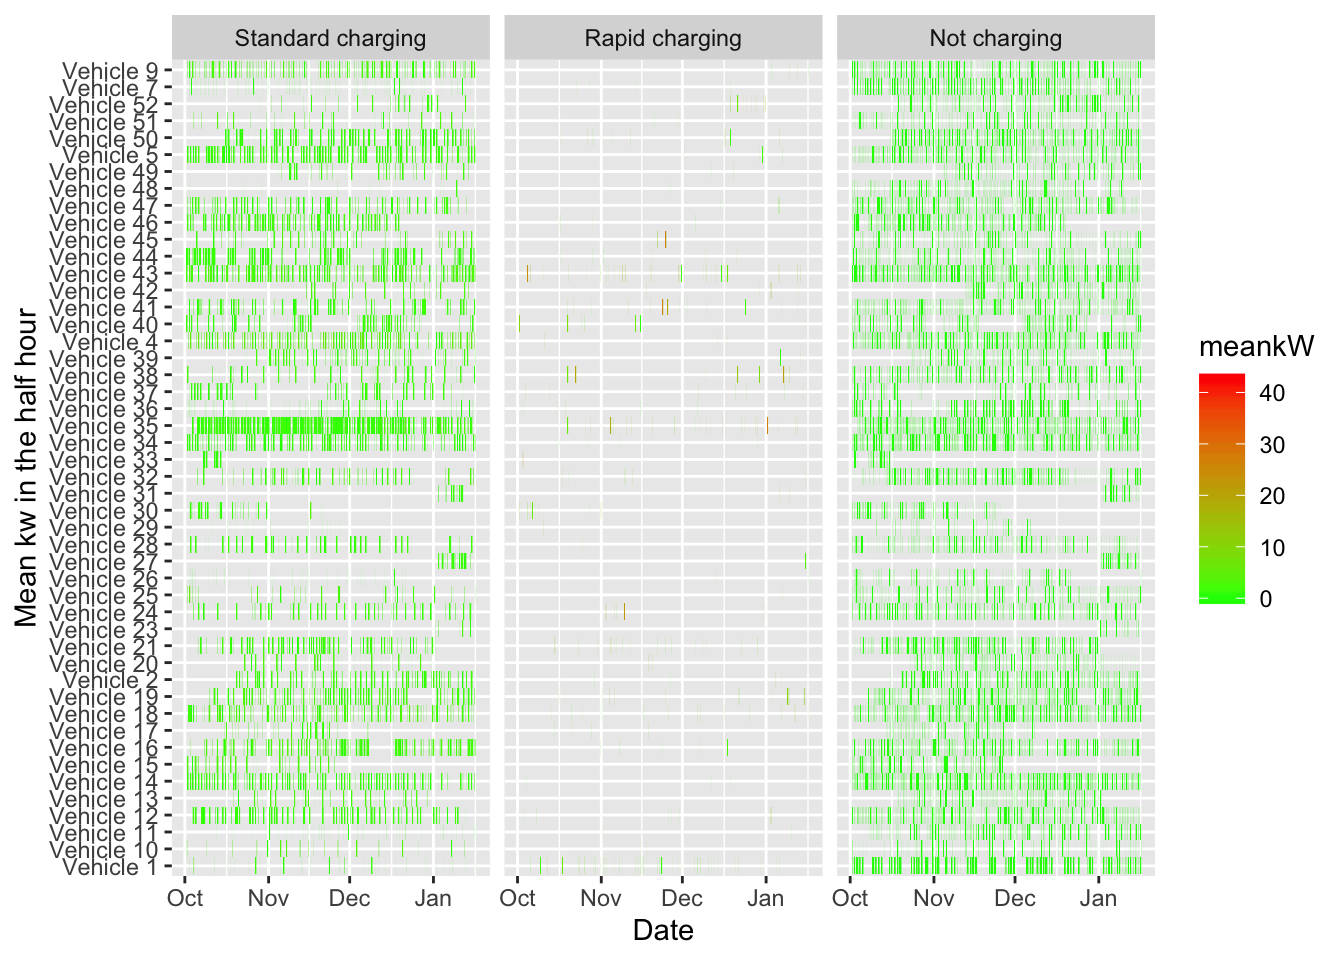 Standard charging
Rapid charging
Not charging
Vehicle 9
Vehicle 7
Vehicle 52
Vehicle 51
Vehicle 50
Vehicle 5
Vehicle 49
Vehicle 48
Vehicle 47
Vehicle 46
Vehicle 45
Vehicle 44
Vehicle 43
Vehicle 42
Vehicle 41
Vehicle 40
Vehicle 4
Vehicle 39
Vehicle 38
Vehicle 37
Vehicle 36
Vehicle 35
Vehicle 34
Vehicle 33
Vehicle 32
Vehicle 31
Vehicle 30
Vehicle 29
Vehicle 28
Vehicle 27
Vehicle 26
Vehicle 25
Vehicle 24
Vehicle 23
Vehicle 21
Vehicle 20
Vehicle 2
Vehicle 19
Vehicle 18
Vehicle 17
Vehicle 16
Vehicle 15
Vehicle 14
Vehicle 13
Vehicle 12
Vehicle 11
Vehicle 10
Vehicle 1
Mean kw in the half hour
Oct Nov Dec Jan
Oct Nov Dec Jan
Oct Nov Dec Jan
Date
meankW
40
30
20
10
0